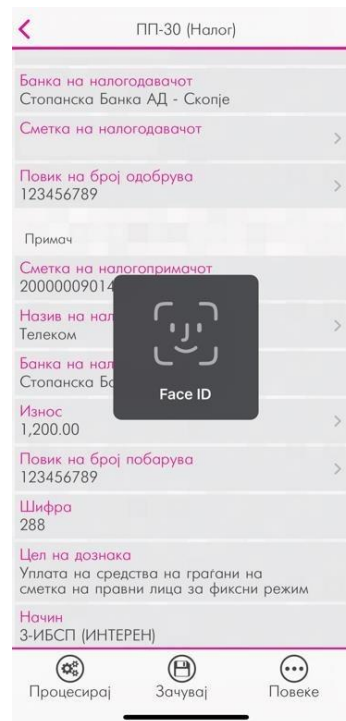 ПП-30 (Налог)
Банка на налогодавачот
Стопанска Банка АД - Скопје
Сметка на налогодавачот
Повик на број одобрува
123456789
Примач
Сметка на налогопримачот
Назив на
Телеком
Банка на
Стопанска
Face ID
Износ
1,200.00
Повик на број побарува
123456789
Шифра
288
Цел на дознака
Уплата на средства на граѓани на
сметка на правни лица за фиксни режим
Начин
3-ИБСП (ИНТЕРЕН)
Процесирај Зачувај Повеќе